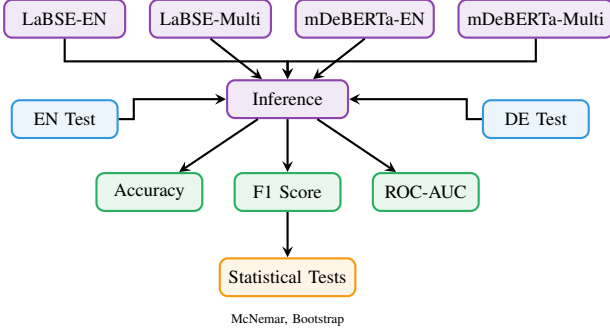 LaBSE-EN
LaBSE-Multi
mDeBERTa-EN
mDeBERTa-Multi
Inference
EN Test
DE Test
Accuracy
F1 Score
ROC-AUC
Statistical Tests
McNemar, Bootstrap